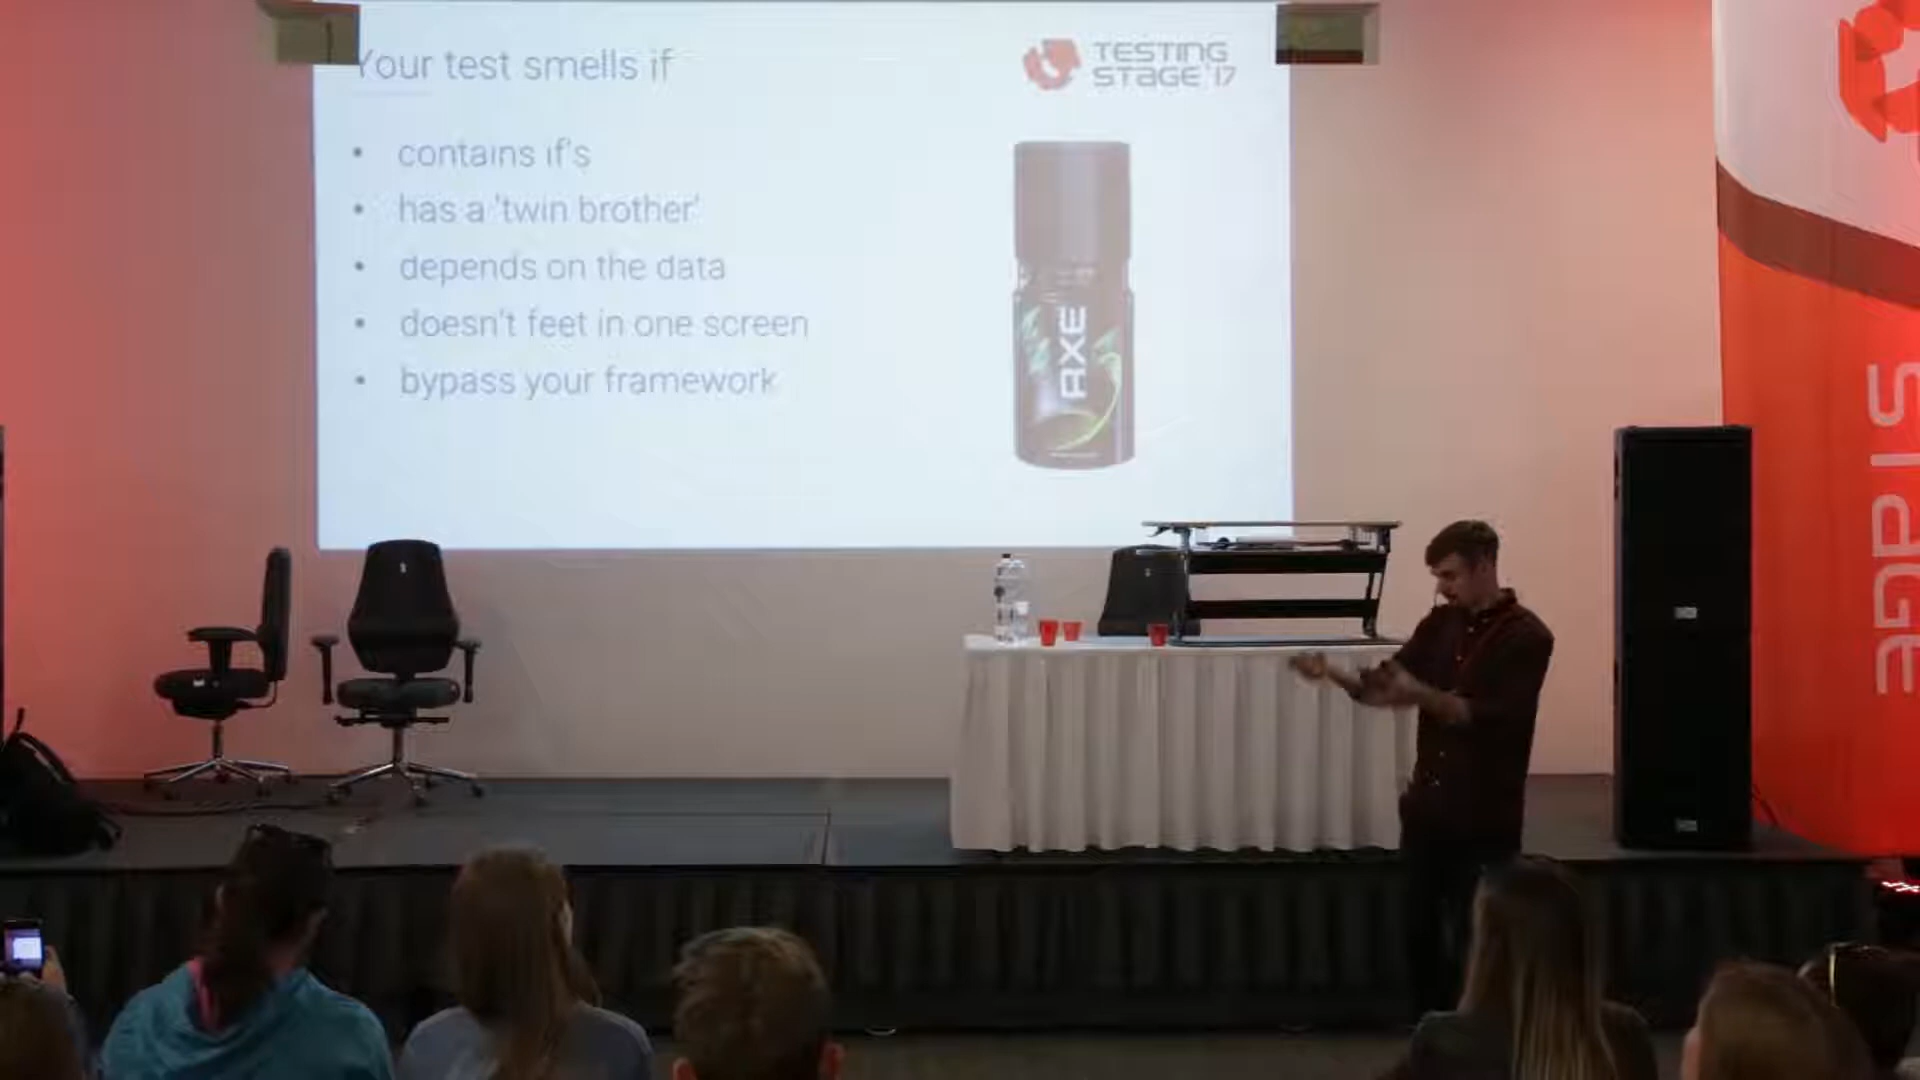 Your test smells if
TESTING
STAGE'17
• contains if's
• has a 'twin brother'
• depends on the data
• doesn't feet in one screen
• bypass your framework
AXE
STAGE